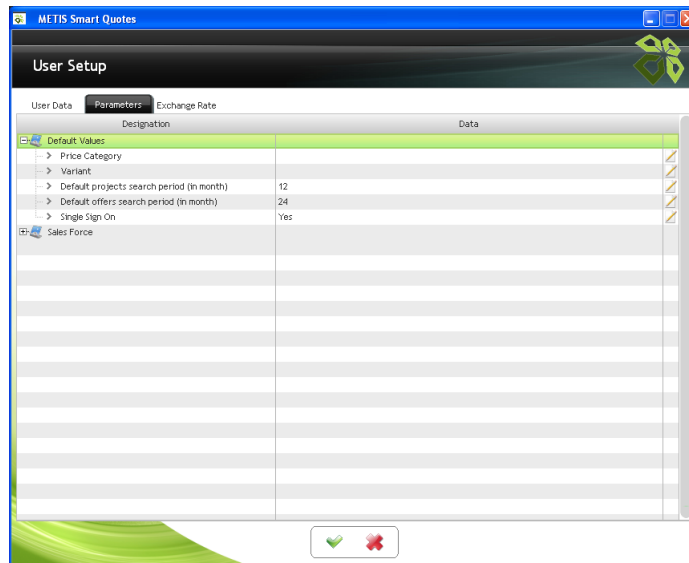 METIS Smart Quotes
User Setup
User Data Parameters Exchange Rate
Designation Data
Default Values
Price Category
Variant
Default projects search period (in month) 12
Default offers search period (in month) 24
Single Sign On Yes
Sales Force